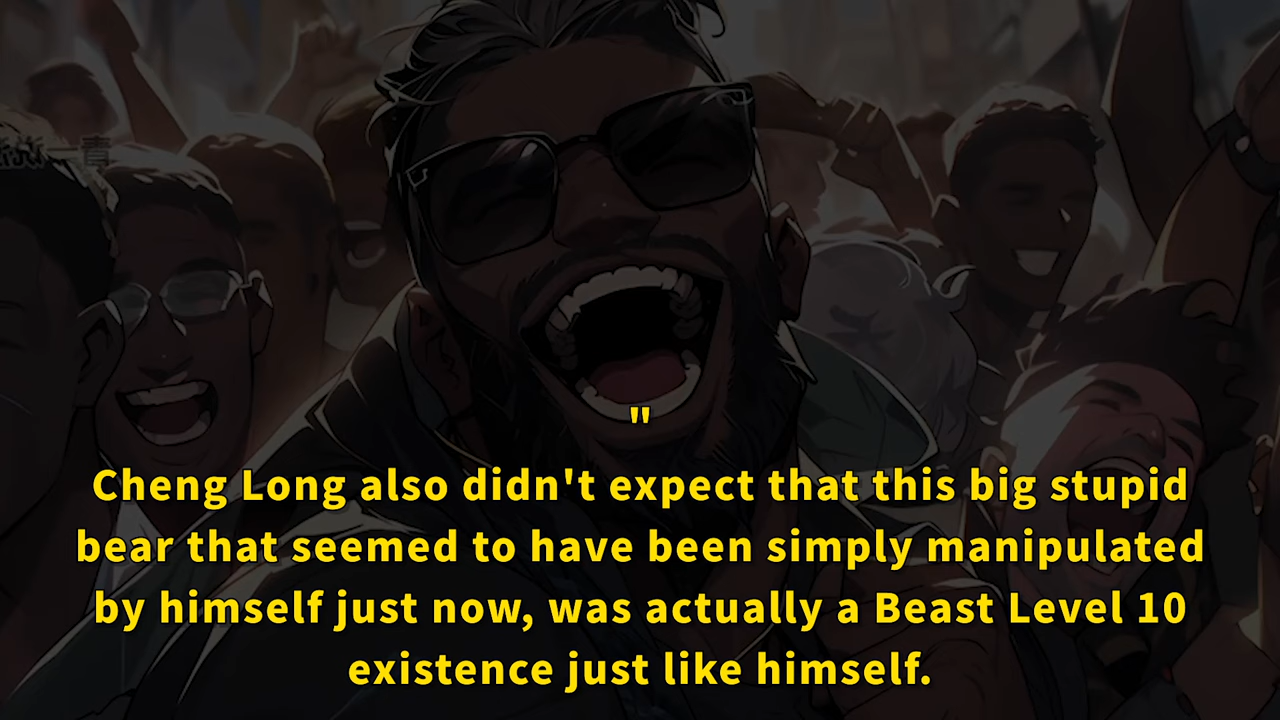 "
Cheng Long also didn't expect that this big stupid
bear that seemed to have been simply manipulated
by himself just now, was actually a Beast Level 10
existence just like himself.